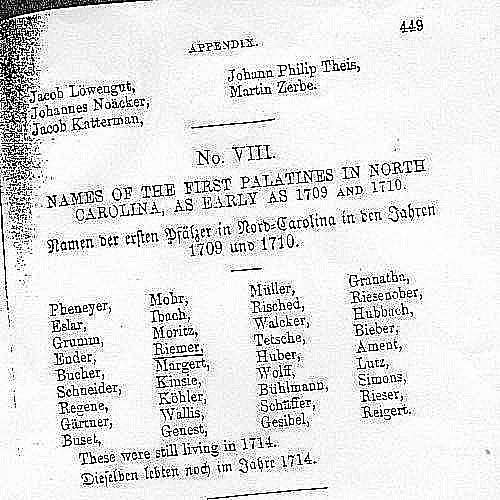 APPENDIX. 449
Jacob Löwengut, Johann Philip Theis,
Johannes Noäcker, Martin Zerbe.
Jacob Katterman,
No. VIII.
NAMES OF THE FIRST PALATINES IN NORTH
CAROLINA, AS EARLY AS 1709 AND 1710.
Namen der ersten Pfälzer in Nord-Carolina in den Jahren
1709 und 1710.
Pheneyer, Mohr, Müller, Granatha,
Eslar, Ibach, Risched, Riesenober,
Grumm, Moritz, Walcker, Hubbach,
Ender, Riemer, Tetsche, Bieber,
Bucher, Margert, Huber, Ament,
Schneider, Kinsie, Wolff, Lutz,
Regene, Köhler, Bühlmann, Simons,
Gärtner, Wallis, Schäffer, Rieser,
Buset, Genest, Gesibel, Reigert.
These were still living in 1714.
Dieselben lebten noch im Jahre 1714.